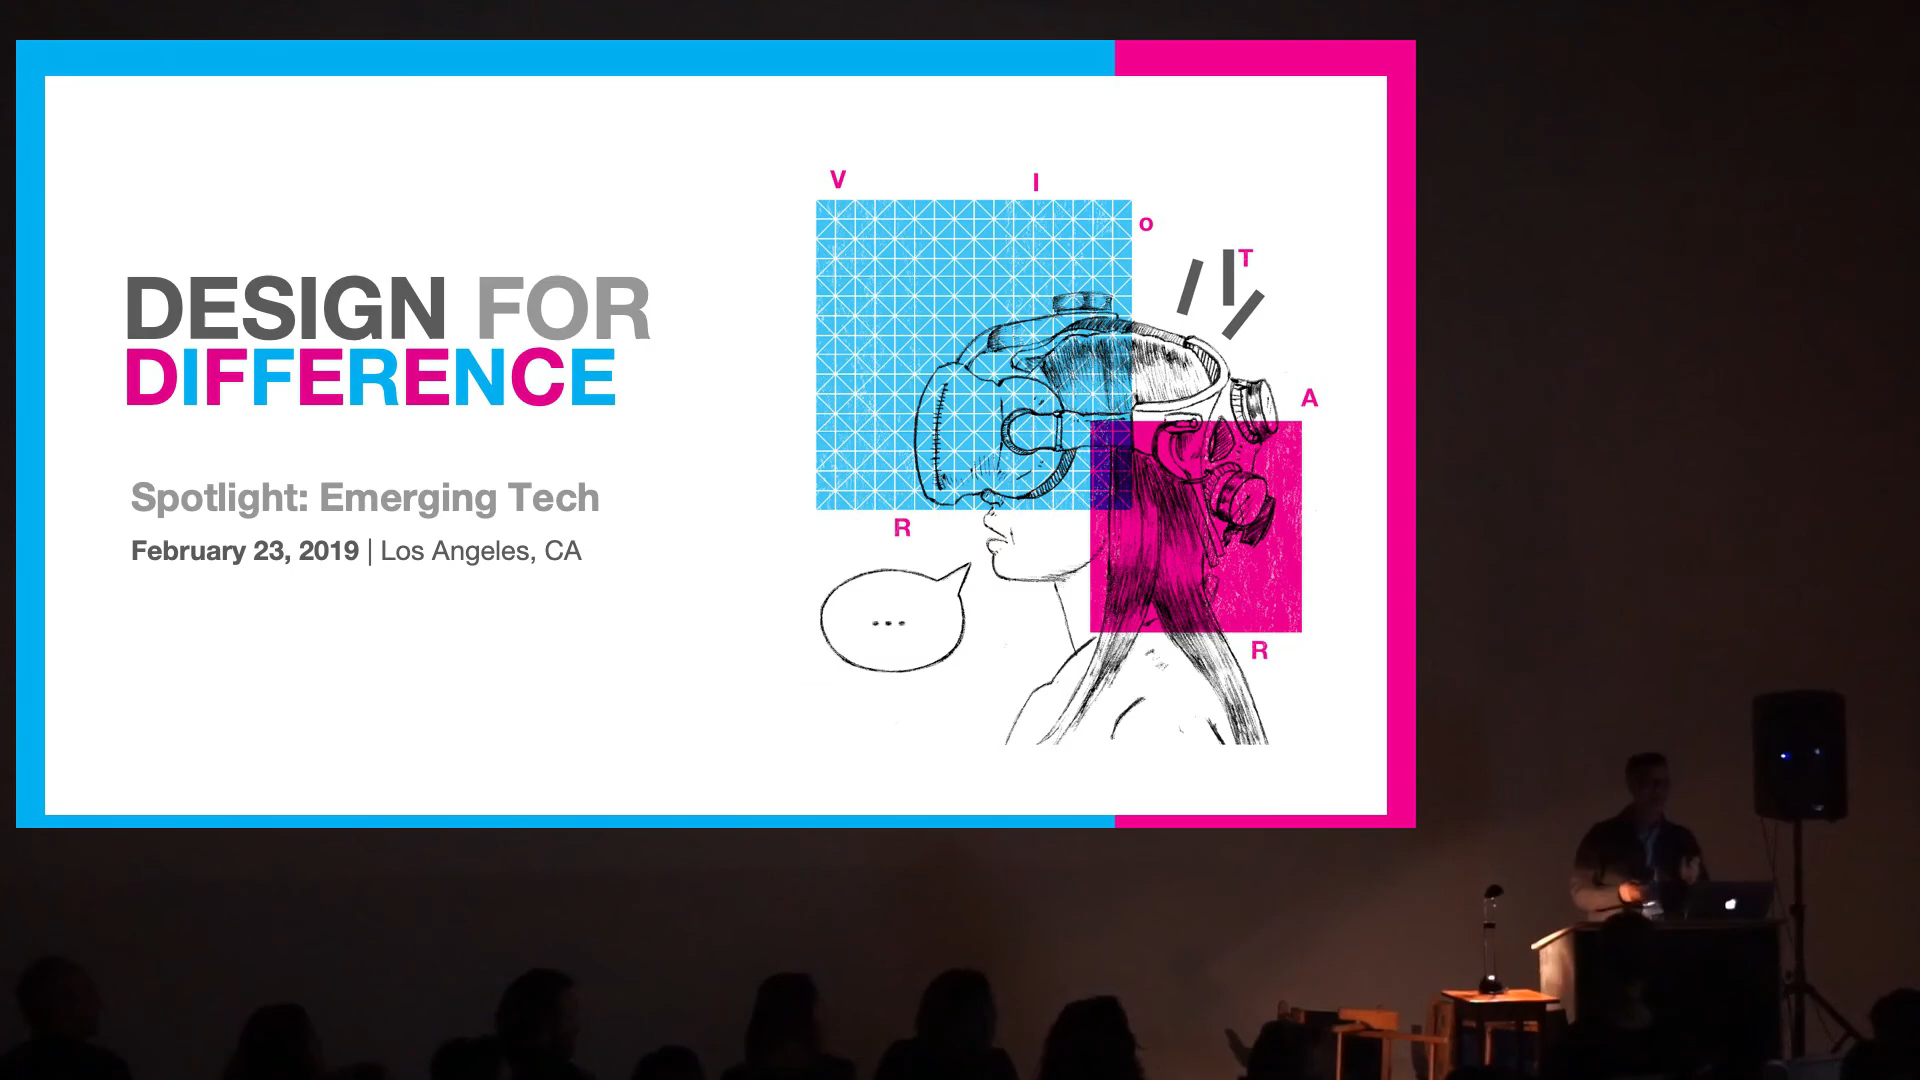 DESIGN FOR
DIFFERENCE
Spotlight: Emerging Tech
February 23, 2019 | Los Angeles, CA
V
I
o
T
A
R
R
...